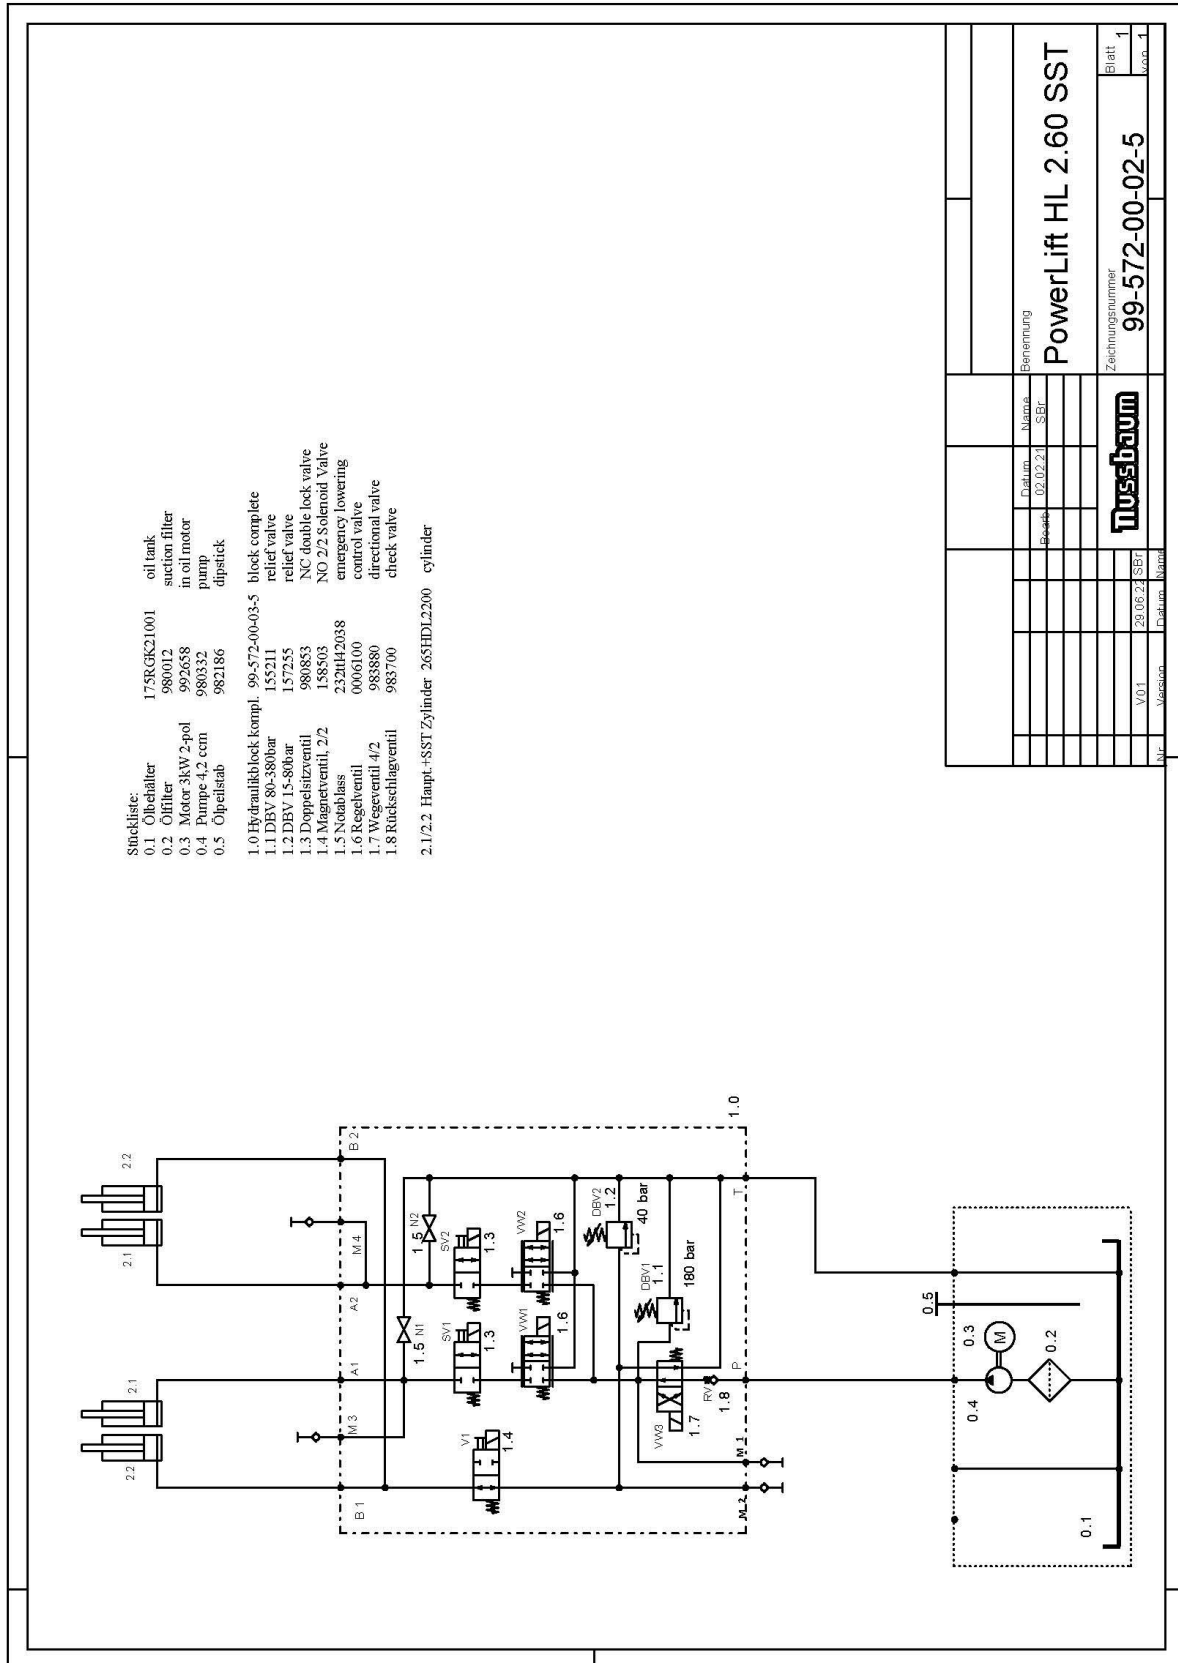 Stückliste:
0.1 Ölbehälter 175RGK21001 oil tank
0.2 Ölfilter 980012 suction filter
0.3 Motor 3kW 2-pol 992658 in oil motor
0.4 Pumpe 4,2 ccm 980332 pump
0.5 Ölpeilstab 982186 dipstick
1.0 Hydraulikblock kompl. 99-572-00-03-5 block complete
1.1 DBV 80-380bar 155211 relief valve
1.2 DBV 15-80bar 157255 relief valve
1.3 Doppelsitzventil 980853 NC double lock valve
1.4 Magnetventil, 2/2 158503 NO 2/2 Solenoid Valve
1.5 Notablass 232ttl42038 emergency lowering
1.6 Regelventil 0006100 control valve
1.7 Wegeventil 4/2 983880 directional valve
1.8 Rückschlagventil 983700 check valve
2.1/2.2 Haupt.+SST Zylinder 265HDL2200 cylinder
2.2
2.1
2.1
2.2
B 1
M 3
A1
A2
M 4
B 2
1.5 N1
1.5 N2
V1
1.4
SV1
1.3
SV2
1.3
VW1
1.6
VW2
1.6
DBV2
1.2
40 bar
DBV1
1.1
180 bar
VW3
1.7
RV
1.8
M_2
M_1
P
T
1.0
0.1
0.4
0.3
M
0.2
0.5
Nr.
Version
Datum
Name
V01
29.06.22
SBr
Datum
Name
Bearb
02.02.21
SBr
Nussbaum
Benennung
PowerLift HL 2.60 SST
Zeichnungsnummer
99-572-00-02-5
Blatt
1
von 1